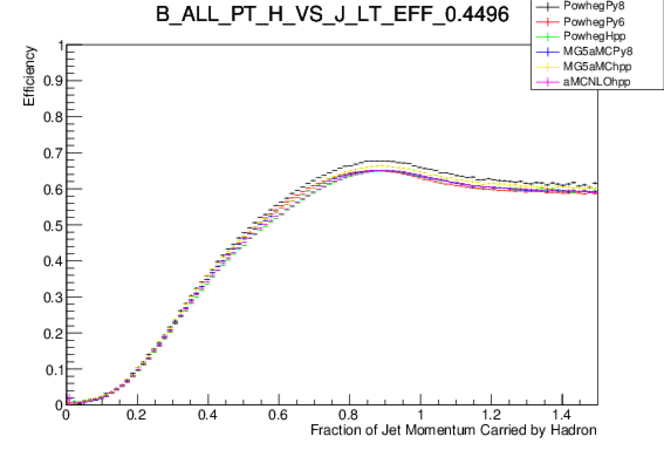 B_ALL_PT_H_VS_J_LT_EFF_0.4496
PowhegPy8
PowhegPy6
PowhegHpp
MG5aMCPy8
MG5aMChpp
aMCNLOhpp
Efficiency
1
0.9
0.8
0.7
0.6
0.5
0.4
0.3
0.2
0.1
0
0 0.2 0.4 0.6 0.8 1 1.2 1.4
Fraction of Jet Momentum Carried by Hadron